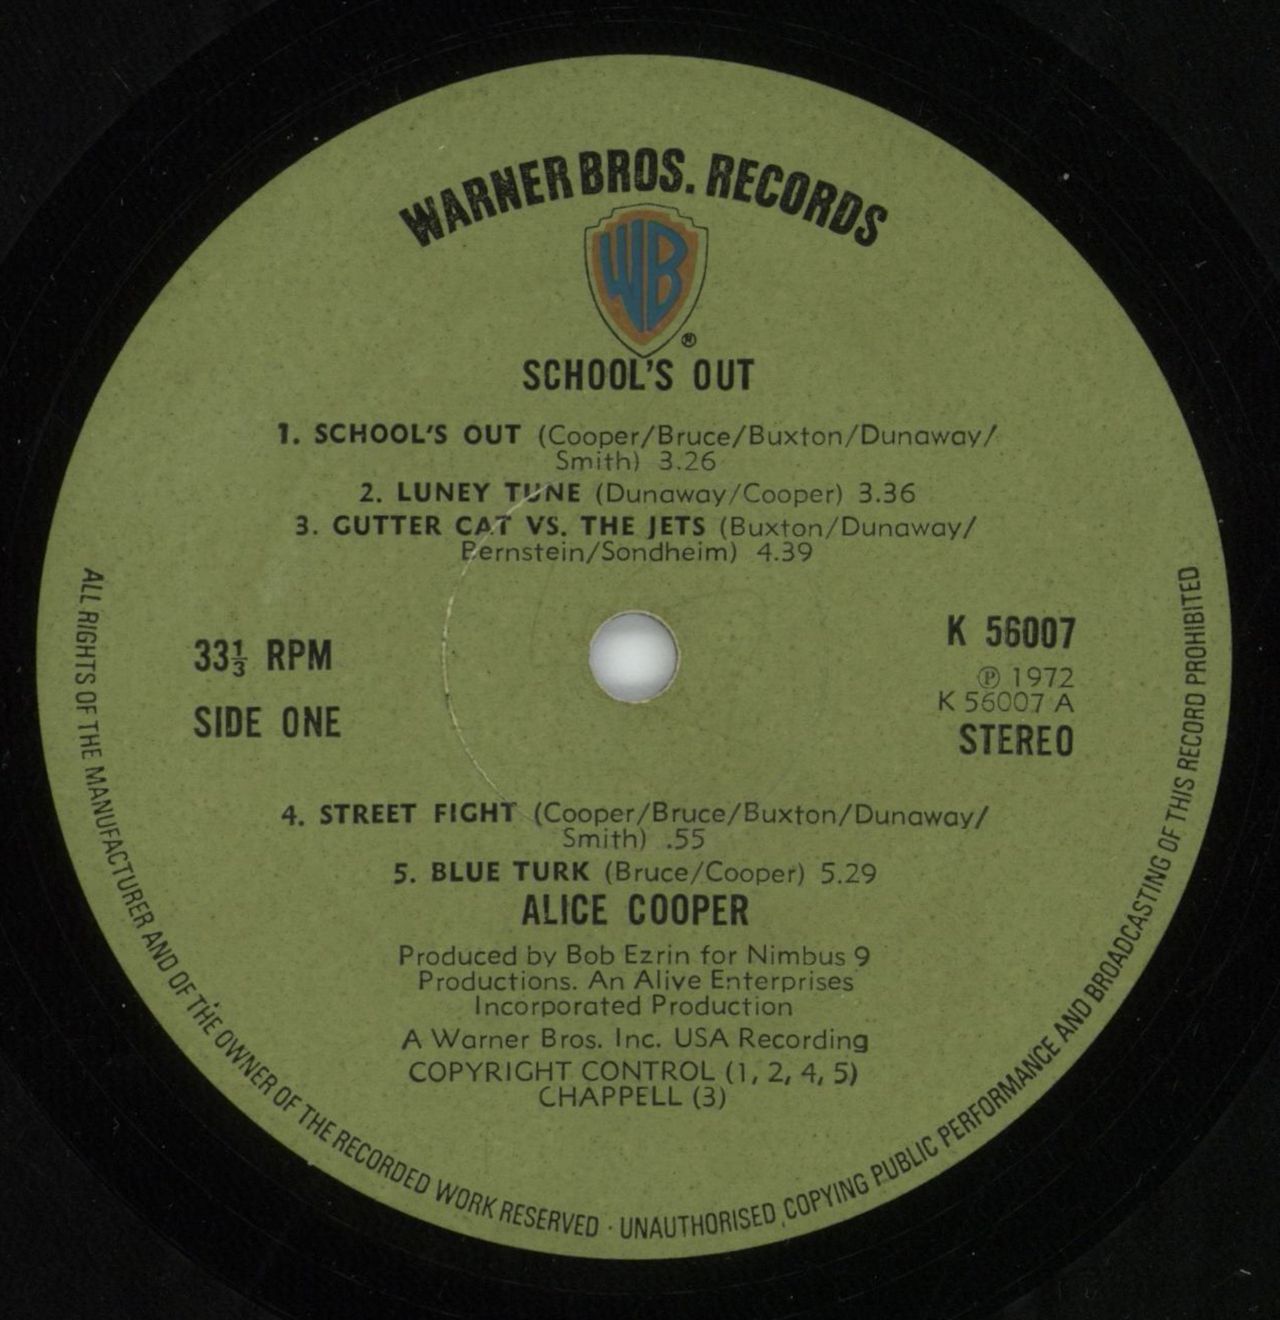 WARNER BROS. RECORDS
WB
®
SCHOOL'S OUT
1. SCHOOL'S OUT (Cooper/Bruce/Buxton/Dunaway/
Smith) 3.26
2. LUNEY TUNE (Dunaway/Cooper) 3.36
3. GUTTER CAT VS. THE JETS (Buxton/Dunaway/
Bernstein/Sondheim) 4.39
33⅓ RPM
SIDE ONE
K 56007
℗ 1972
K 56007 A
STEREO
4. STREET FIGHT (Cooper/Bruce/Buxton/Dunaway/
Smith) .55
5. BLUE TURK (Bruce/Cooper) 5.29
ALICE COOPER
Produced by Bob Ezrin for Nimbus 9
Productions. An Alive Enterprises
Incorporated Production
A Warner Bros. Inc. USA Recording
COPYRIGHT CONTROL (1, 2, 4, 5)
CHAPPELL (3)
ALL RIGHTS OF THE MANUFACTURER AND OF THE OWNER OF THE RECORDED WORK RESERVED · UNAUTHORISED COPYING PUBLIC PERFORMANCE AND BROADCASTING OF THIS RECORD PROHIBITED